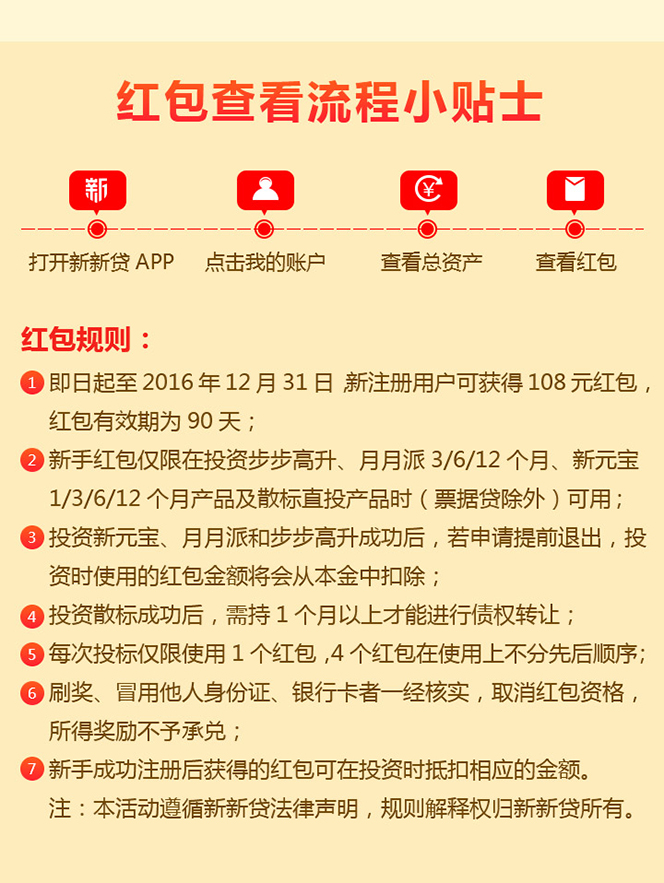 红包查看流程小贴士
新
打开新新贷 APP
点击我的账户
¥
查看总资产
查看红包
红包规则：
1 即日起至 2016 年 12 月 31 日 ,新注册用户可获得 108 元红包，
红包有效期为 90 天；
2 新手红包仅限在投资步步高升、月月派 3/6/12 个月、新元宝
1/3/6/12 个月产品及散标直投产品时（票据贷除外）可用；
3 投资新元宝、月月派和步步高升成功后，若申请提前退出，投
资时使用的红包金额将会从本金中扣除；
4 投资散标成功后，需持 1 个月以上才能进行债权转让；
5 每次投标仅限使用 1 个红包 ,4 个红包在使用上不分先后顺序;
6 刷奖、冒用他人身份证、银行卡者一经核实，取消红包资格，
所得奖励不予承兑；
7 新手成功注册后获得的红包可在投资时抵扣相应的金额。
注：本活动遵循新新贷法律声明，规则解释权归新新贷所有。